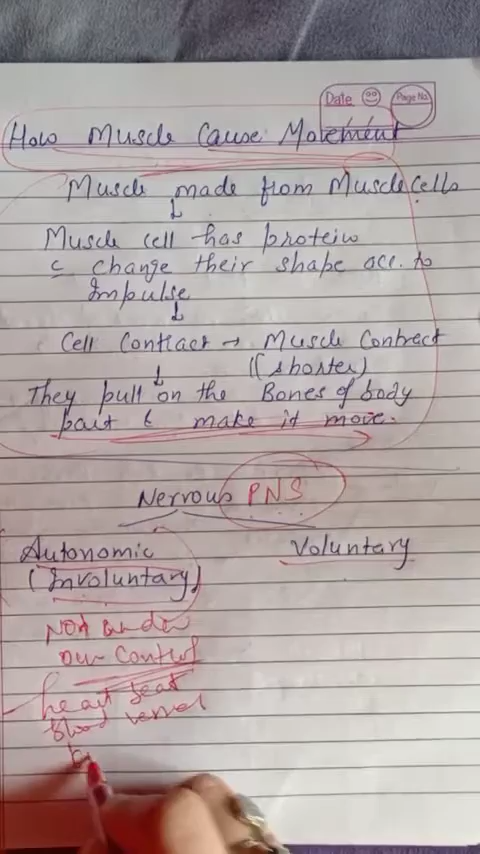 Date
Page No.
How Muscle Cause Movement
Muscle made from Muscle Cells
↓
Muscle cell has protein
⊆ change their shape acc. to
Impulse
↓
Cell Contract → Muscle Contrect
(shorter)
↓
They pull on the Bones of body
part & make it move.
Nervous PNS
Autonomic Voluntary
(Involuntary)
Not under
our Control
heart beat
Blood vessel